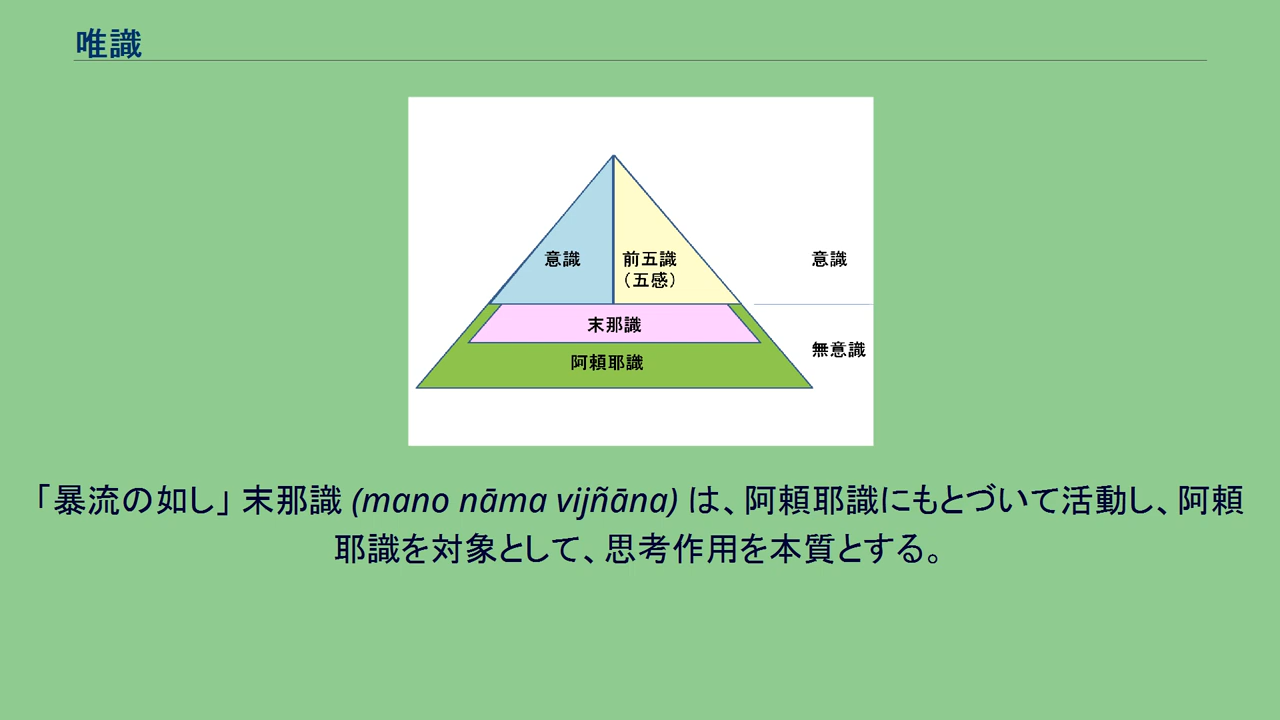 唯識
意識
前五識
（五感）
意識
末那識
無意識
阿頼耶識
「暴流の如し」末那識 (mano nāma vijñāna) は、阿頼耶識にもとづいて活動し、阿頼
耶識を対象として、思考作用を本質とする。